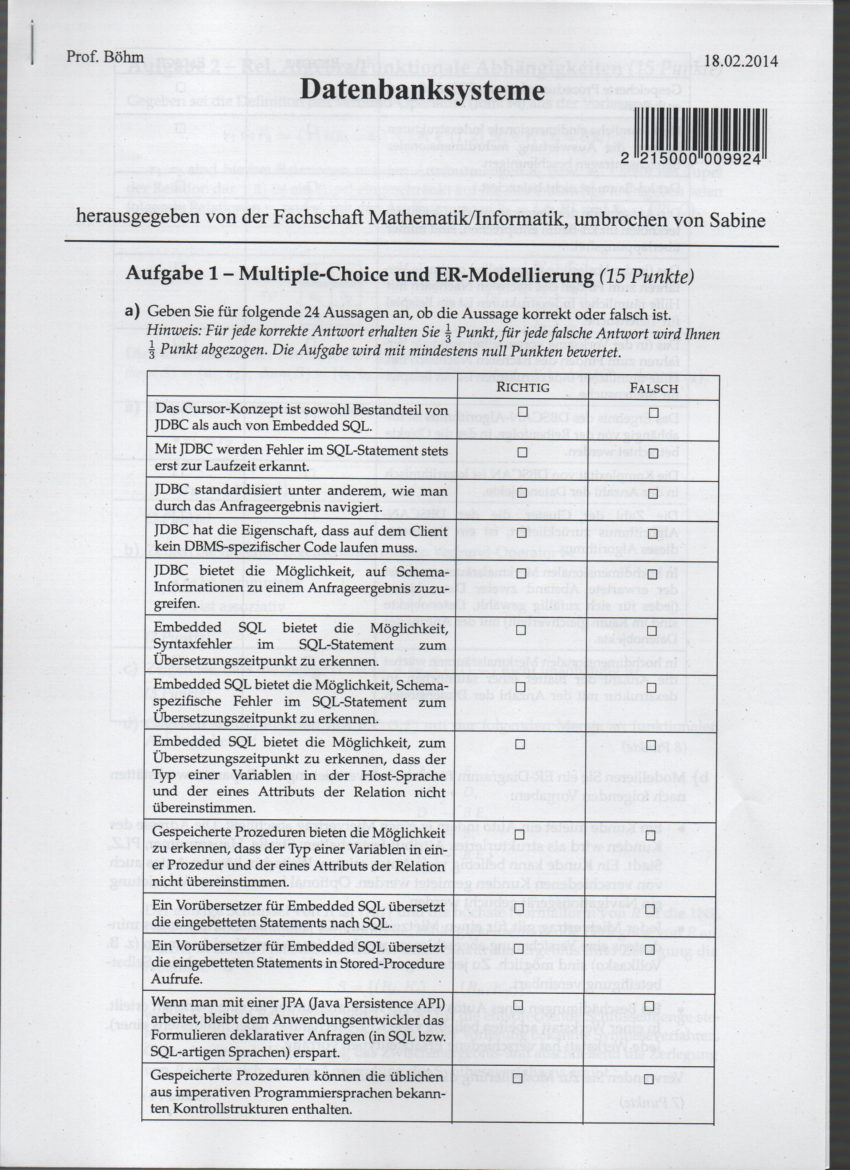 Prof. Böhm
18.02.2014
Datenbanksysteme
2 215000 009924
herausgegeben von der Fachschaft Mathematik/Informatik, umbrochen von Sabine
Aufgabe 1 – Multiple-Choice und ER-Modellierung (15 Punkte)
a) Geben Sie für folgende 24 Aussagen an, ob die Aussage korrekt oder falsch ist.
Hinweis: Für jede korrekte Antwort erhalten Sie 1/3 Punkt, für jede falsche Antwort wird Ihnen
1/3 Punkt abgezogen. Die Aufgabe wird mit mindestens null Punkten bewertet.
RICHTIG FALSCH
Das Cursor-Konzept ist sowohl Bestandteil von
JDBC als auch von Embedded SQL.
Mit JDBC werden Fehler im SQL-Statement stets
erst zur Laufzeit erkannt.
JDBC standardisiert unter anderem, wie man
durch das Anfrageergebnis navigiert.
JDBC hat die Eigenschaft, dass auf dem Client
kein DBMS-spezifischer Code laufen muss.
JDBC bietet die Möglichkeit, auf Schema-
Informationen zu einem Anfrageergebnis zuzu-
greifen.
Embedded SQL bietet die Möglichkeit,
Syntaxfehler im SQL-Statement zum
Übersetzungszeitpunkt zu erkennen.
Embedded SQL bietet die Möglichkeit, Schema-
spezifische Fehler im SQL-Statement zum
Übersetzungszeitpunkt zu erkennen.
Embedded SQL bietet die Möglichkeit, zum
Übersetzungszeitpunkt zu erkennen, dass der
Typ einer Variablen in der Host-Sprache
und der eines Attributs der Relation nicht
übereinstimmen.
Gespeicherte Prozeduren bieten die Möglichkeit
zu erkennen, dass der Typ einer Variablen in ein-
er Prozedur und der eines Attributs der Relation
nicht übereinstimmen.
Ein Vorübersetzer für Embedded SQL übersetzt
die eingebetteten Statements nach SQL.
Ein Vorübersetzer für Embedded SQL übersetzt
die eingebetteten Statements in Stored-Procedure
Aufrufe.
Wenn man mit einer JPA (Java Persistence API)
arbeitet, bleibt dem Anwendungsentwickler das
Formulieren deklarativer Anfragen (in SQL bzw.
SQL-artigen Sprachen) erspart.
Gespeicherte Prozeduren können die üblichen
aus imperativen Programmiersprachen bekann-
ten Kontrollstrukturen enthalten.